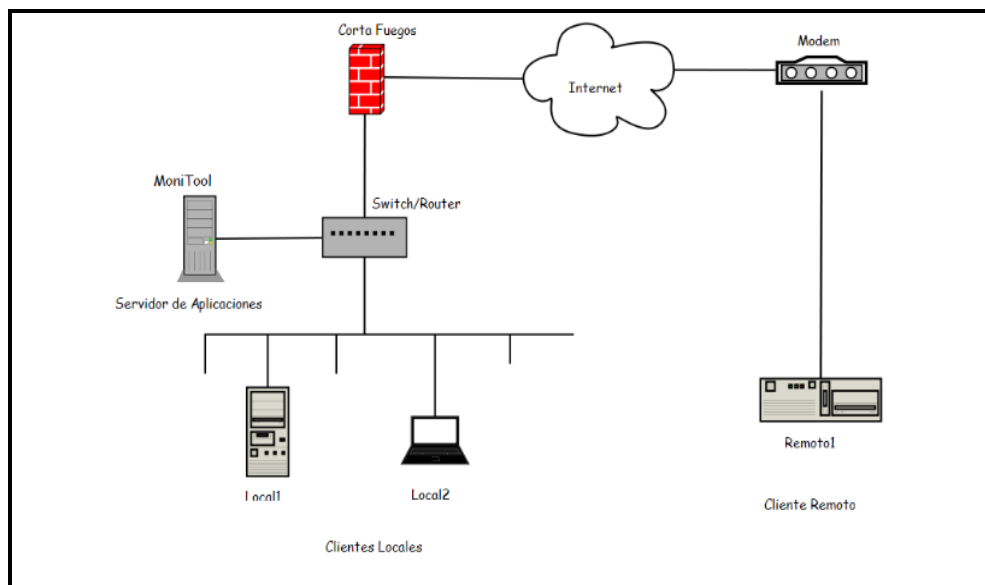 Corta Fuegos
Modem
Internet
MoniTool
Switch/Router
Servidor de Aplicaciones
Local1
Local2
Remoto1
Cliente Remoto
Clientes Locales